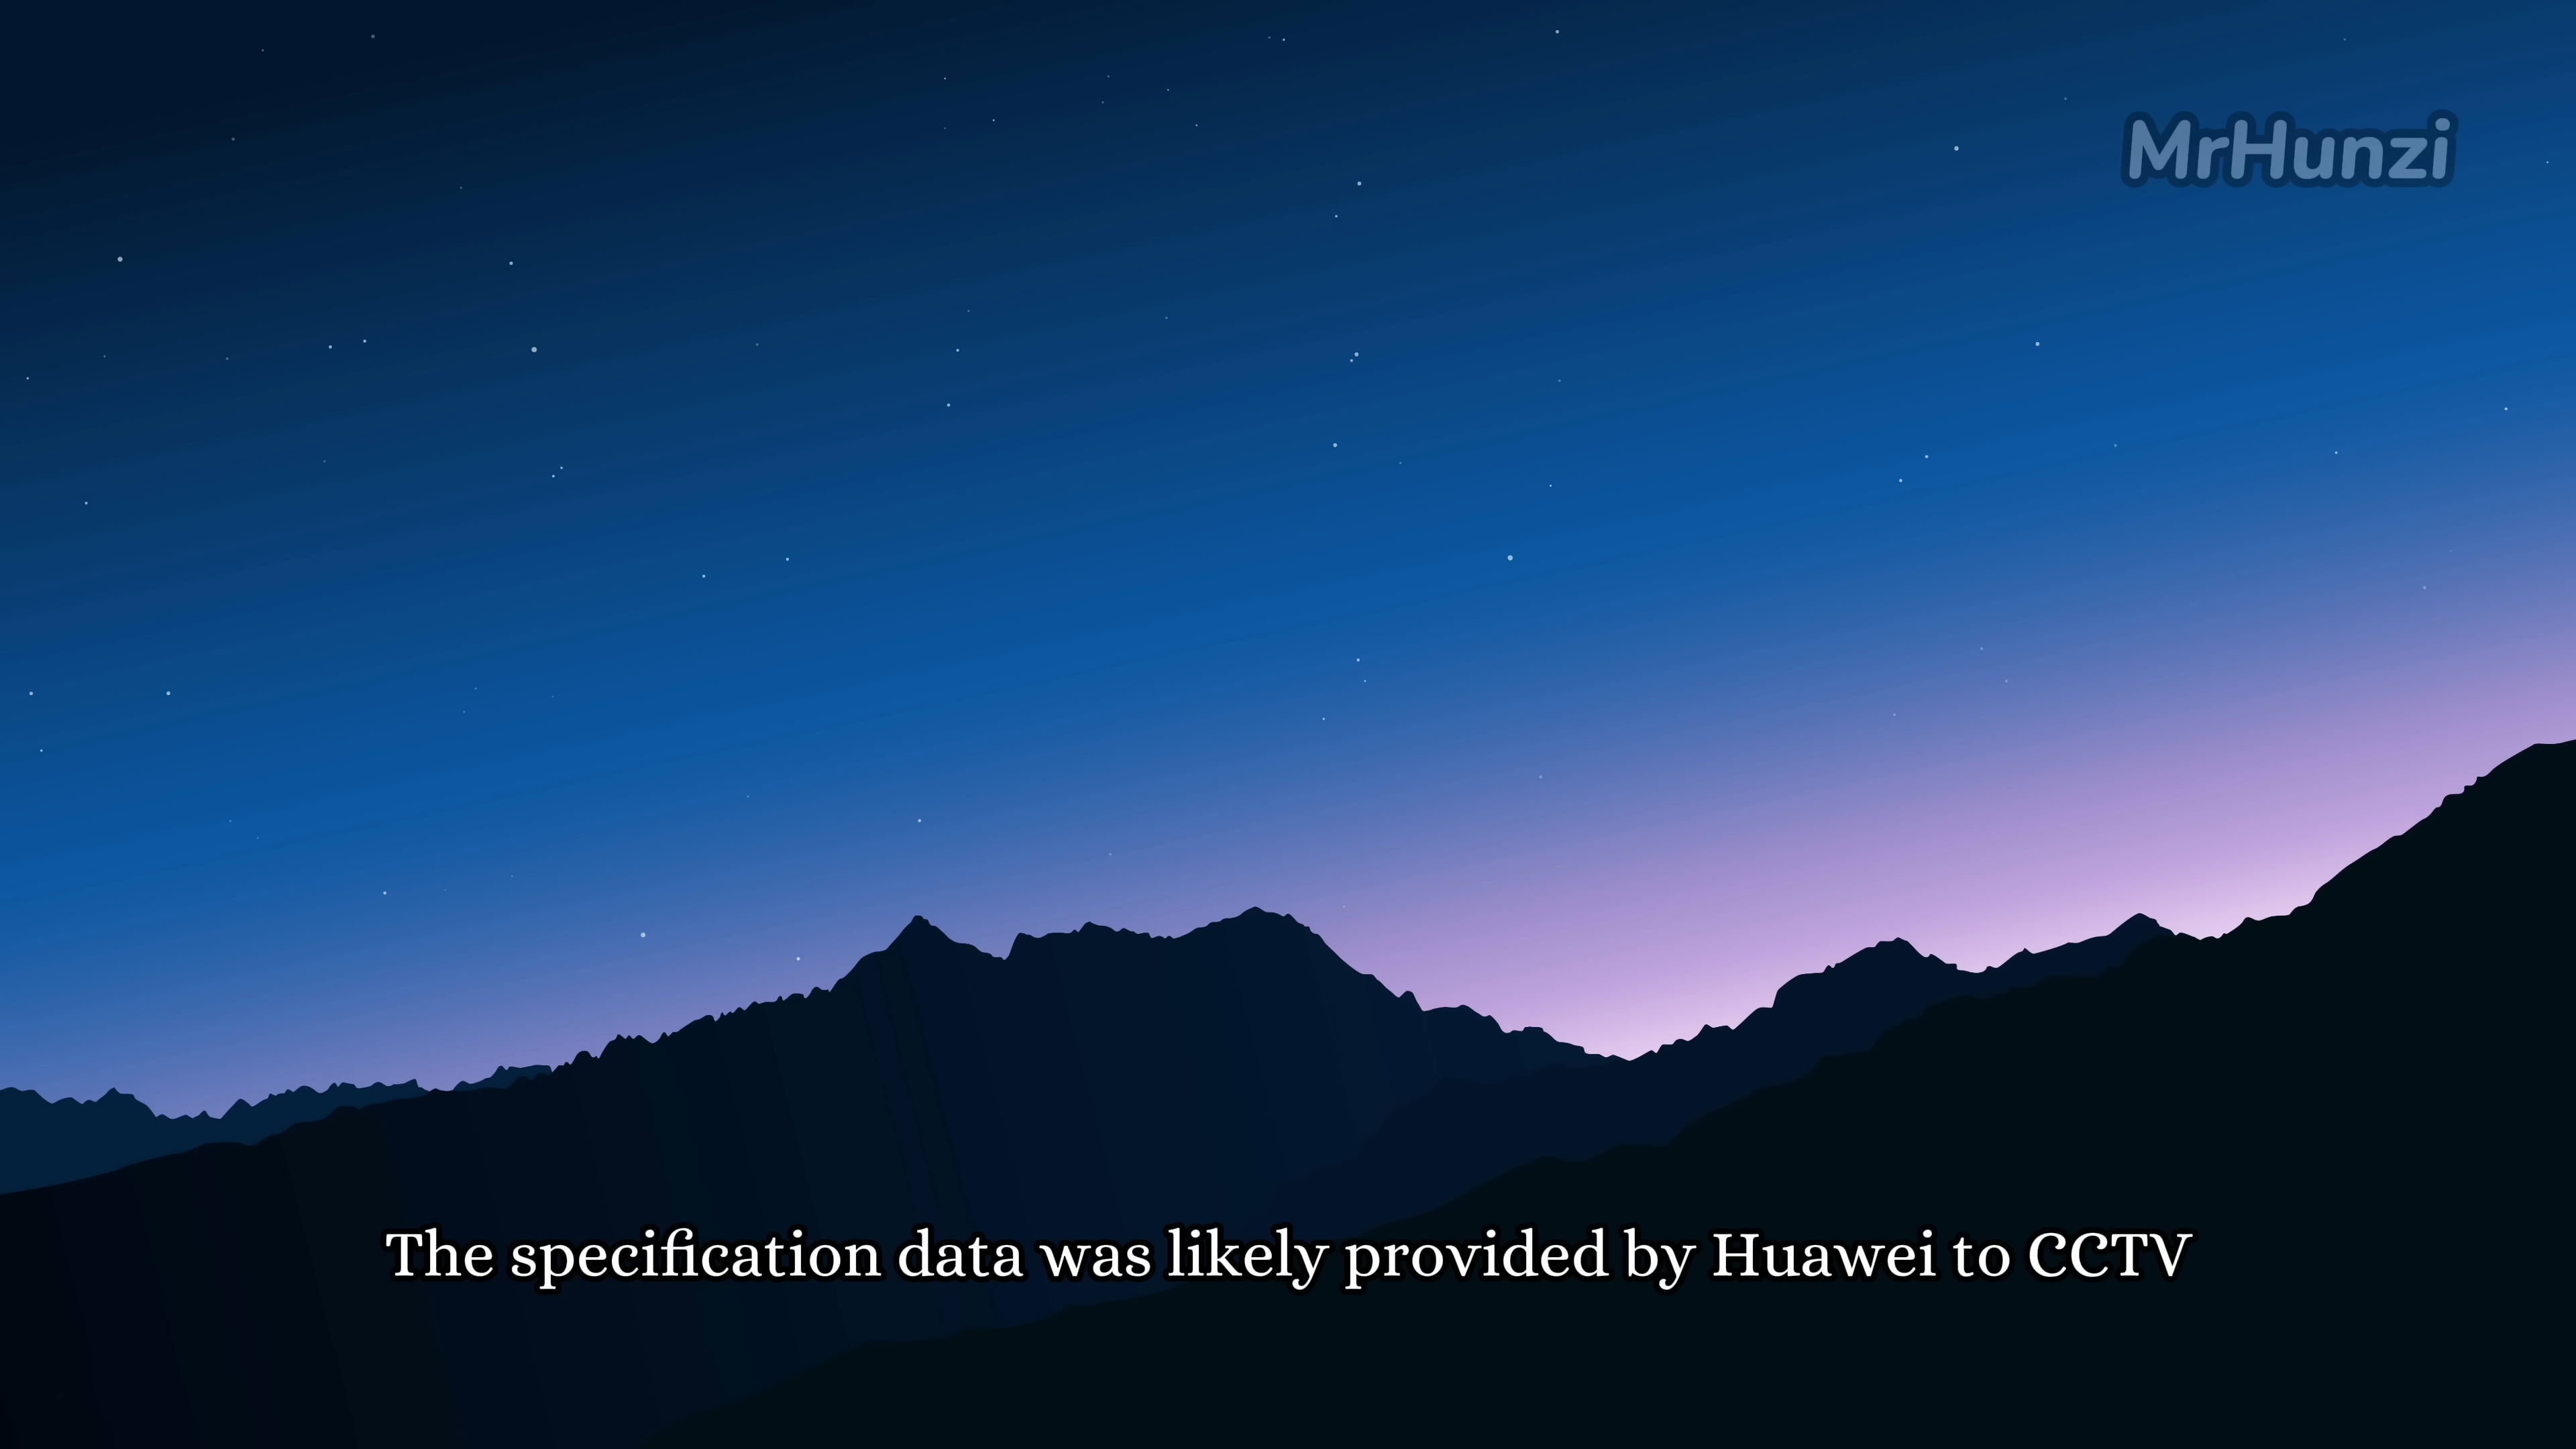 MrHunzi
The specification data was likely provided by Huawei to CCTV